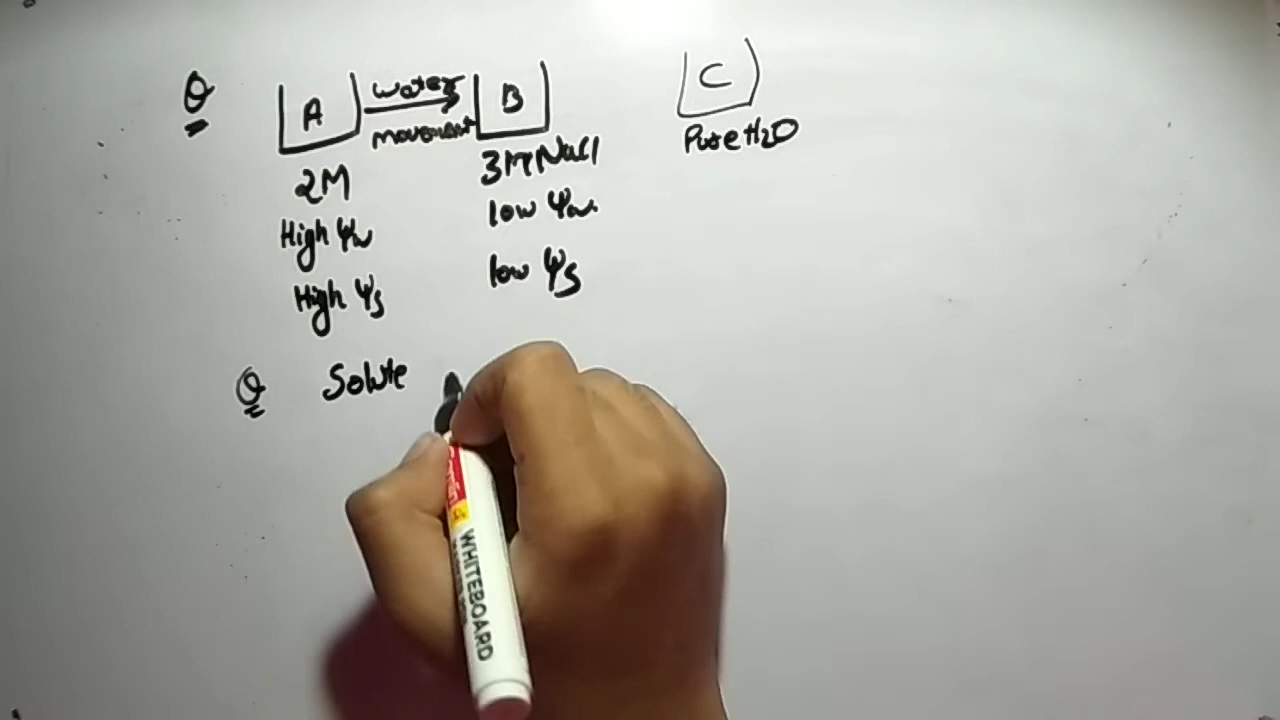 Q A water B C
movement
Pure H2O
2M 3M NaCl
High Ψw low Ψw.
High Ψs low Ψs
Q Solute
WHITEBOARD